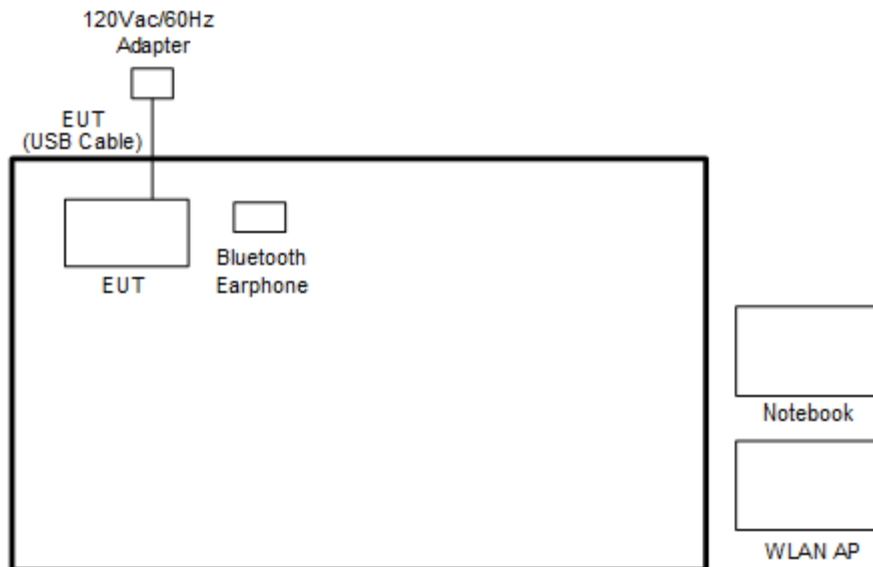 120Vac/60Hz
Adapter
EUT
(USB Cable)
EUT
Bluetooth
Earphone
Notebook
WLAN AP